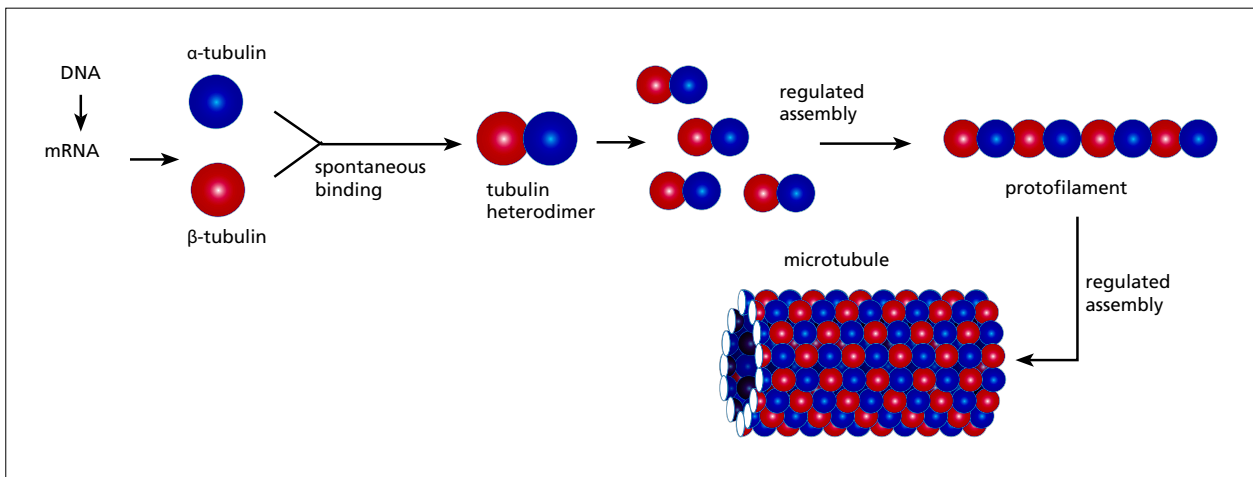 DNA
mRNA
α-tubulin
β-tubulin
spontaneous
binding
tubulin
heterodimer
regulated
assembly
protofilament
regulated
assembly
microtubule